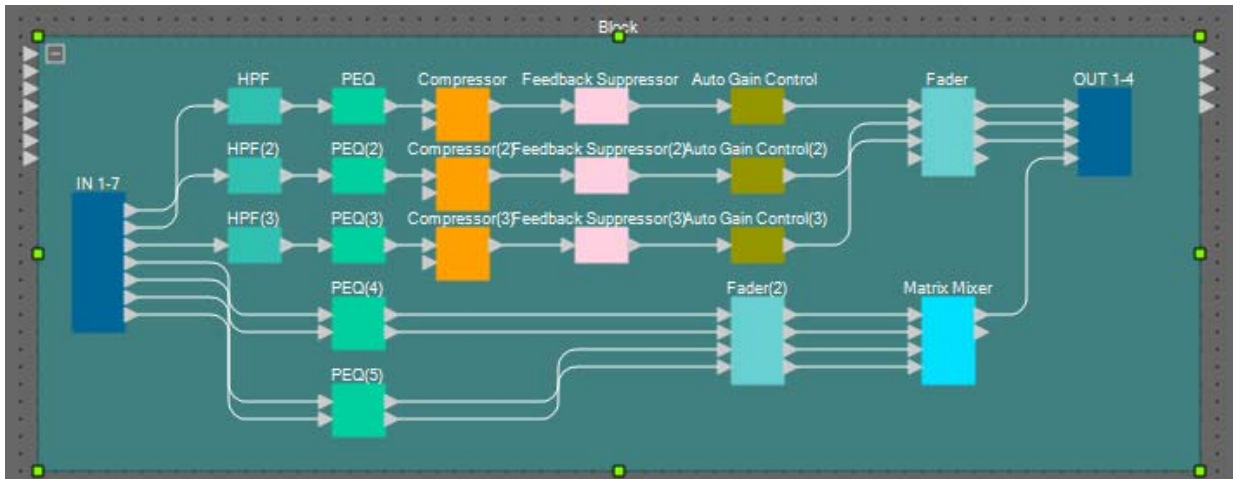 Block
HPF PEQ Compressor Feedback Suppressor Auto Gain Control Fader OUT 1-4
HPF(2) PEQ(2) Compressor(2) Feedback Suppressor(2) Auto Gain Control(2)
IN 1-7
HPF(3) PEQ(3) Compressor(3) Feedback Suppressor(3) Auto Gain Control(3)
PEQ(4) Fader(2) Matrix Mixer
PEQ(5)